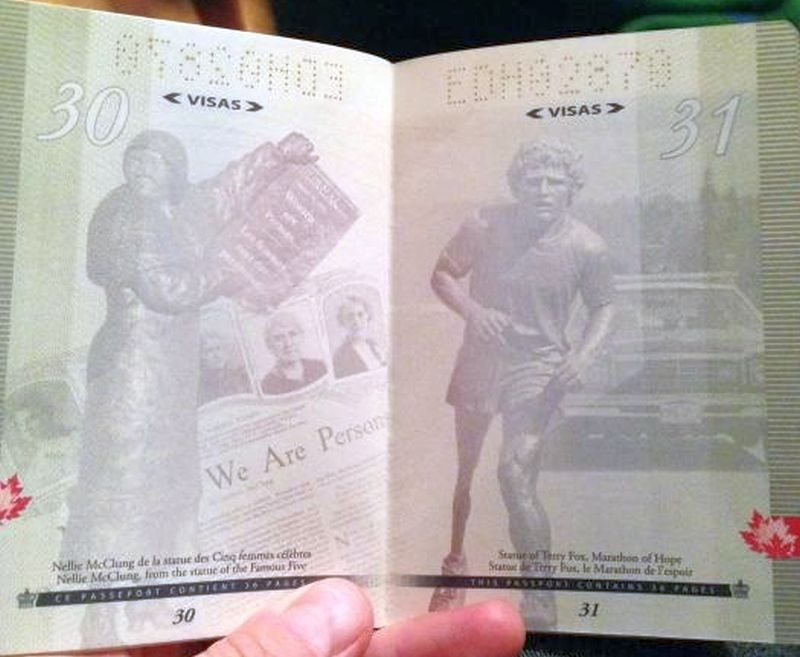 30
VISAS
We Are Person
Nellie McClung de la statue des Cinq femmes célèbres
Nellie McClung, from the statue of the Famous Five
CE PASSEPORT CONTIENT 36 PAGES
30
31
VISAS
Statue of Terry Fox, Marathon of Hope
Statue de Terry Fox, le Marathon de l'espoir
THIS PASSPORT CONTAINS 36 PAGES
31